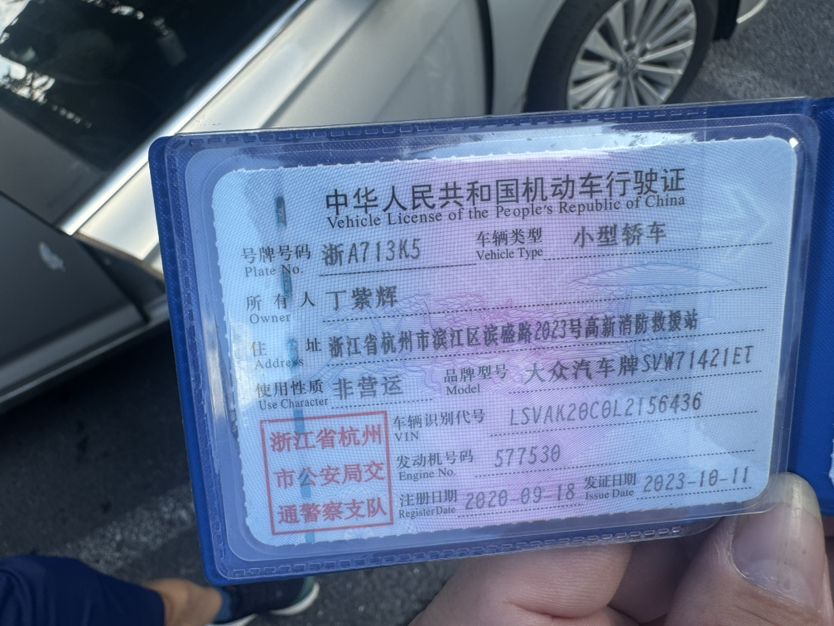 中华人民共和国机动车行驶证
Vehicle License of the People's Republic of China
号牌号码 浙A713K5 车辆类型 小型轿车
Plate No. Vehicle Type
所有人 丁紫辉
Owner
住址 浙江省杭州市滨江区滨盛路2023号高新消防救援站
Address
使用性质 非营运 品牌型号 大众汽车牌SVW71421ET
Use Character Model
浙江省杭州
市公安局交
通警察支队
车辆识别代号 LSVAK20C0L2156436
VIN
发动机号码 577530
Engine No.
注册日期 2020-09-18 发证日期 2023-10-11
Register Date Issue Date